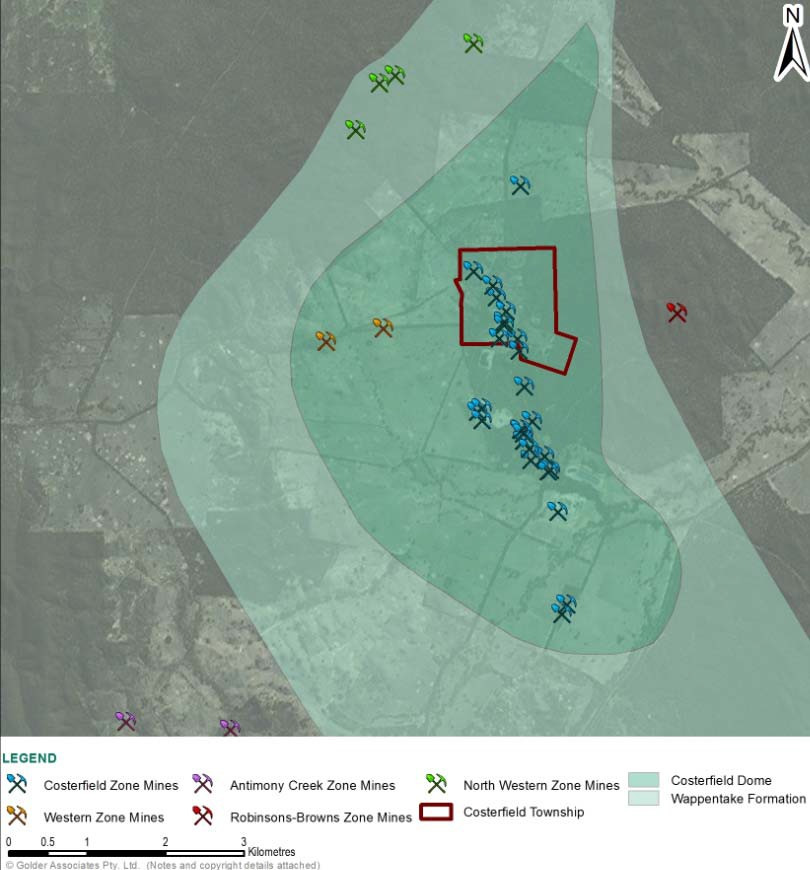 N
LEGEND
Costerfield Zone Mines
Antimony Creek Zone Mines
North Western Zone Mines
Costerfield Dome
Wappentake Formation
Western Zone Mines
Robinsons-Browns Zone Mines
Costerfield Township
0 0.5 1 2 3
Kilometres
© Golder Associates Pty. Ltd. (Notes and copyright details attached)